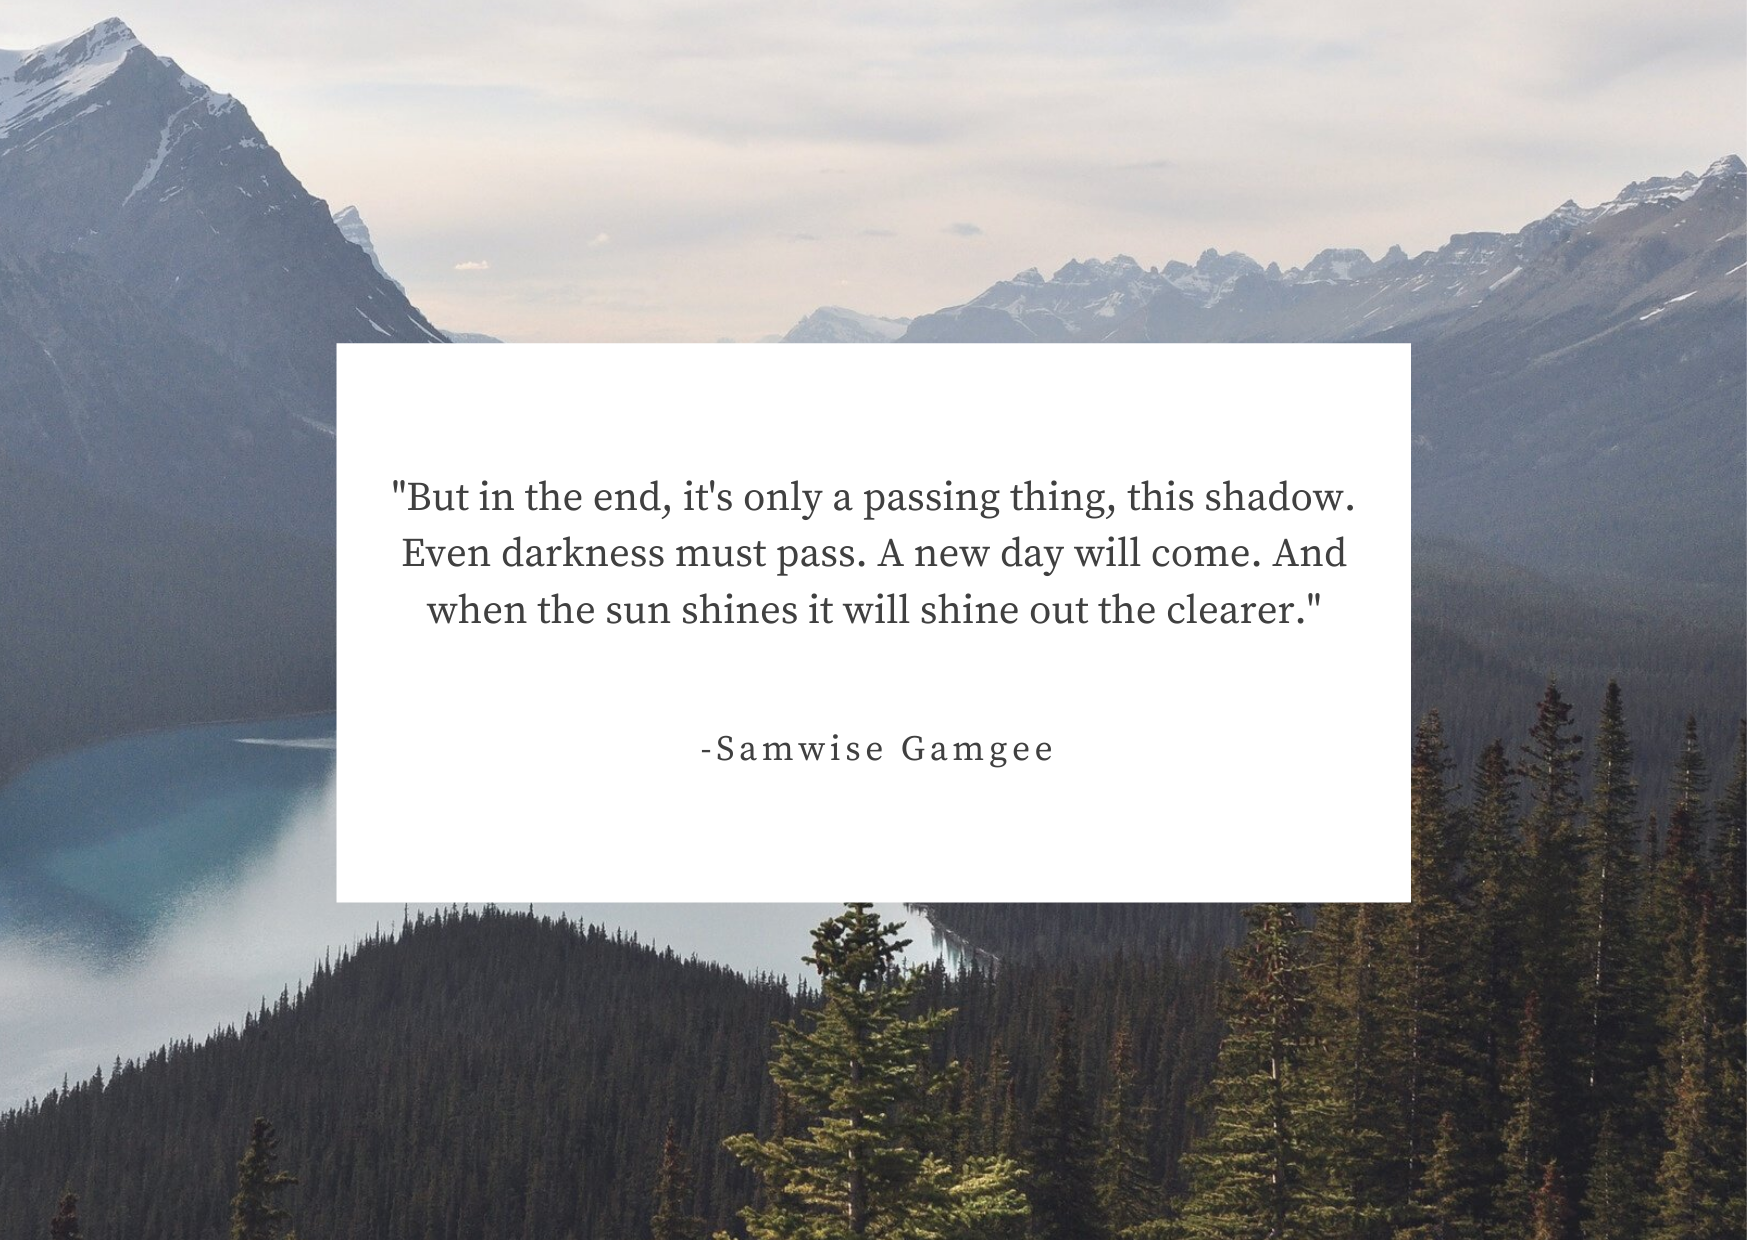 "But in the end, it's only a passing thing, this shadow.
Even darkness must pass. A new day will come. And
when the sun shines it will shine out the clearer."
-Samwise Gamgee